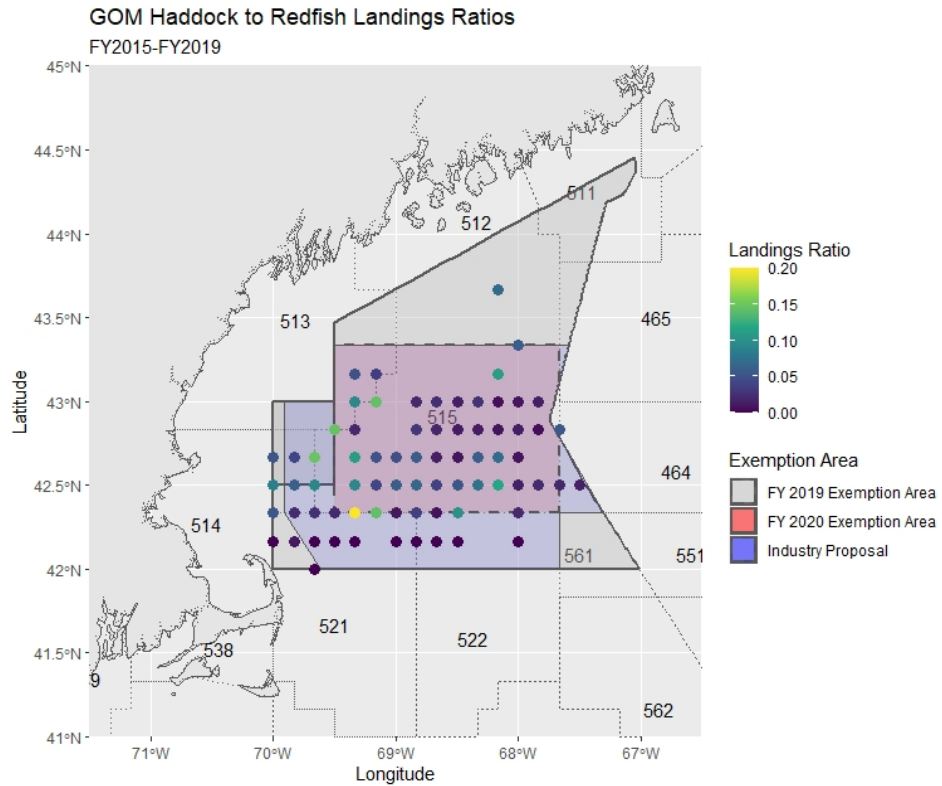 GOM Haddock to Redfish Landings Ratios
FY2015-FY2019
45°N
44.5°N
44°N
43.5°N
43°N
42.5°N
42°N
41.5°N
41°N
Latitude
71°W
70°W
69°W
68°W
67°W
Longitude
511
512
513
465
515
464
514
561
551
521
522
538
9
562
Landings Ratio
0.20
0.15
0.10
0.05
0.00
Exemption Area
FY 2019 Exemption Area
FY 2020 Exemption Area
Industry Proposal